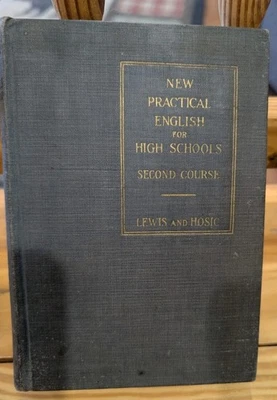 NEW
PRACTICAL
ENGLISH
FOR
HIGH SCHOOLS
SECOND COURSE
LEWIS AND HOSIC